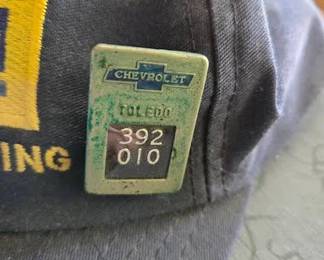 CHEVROLET
TOLEDO
392
010
ING